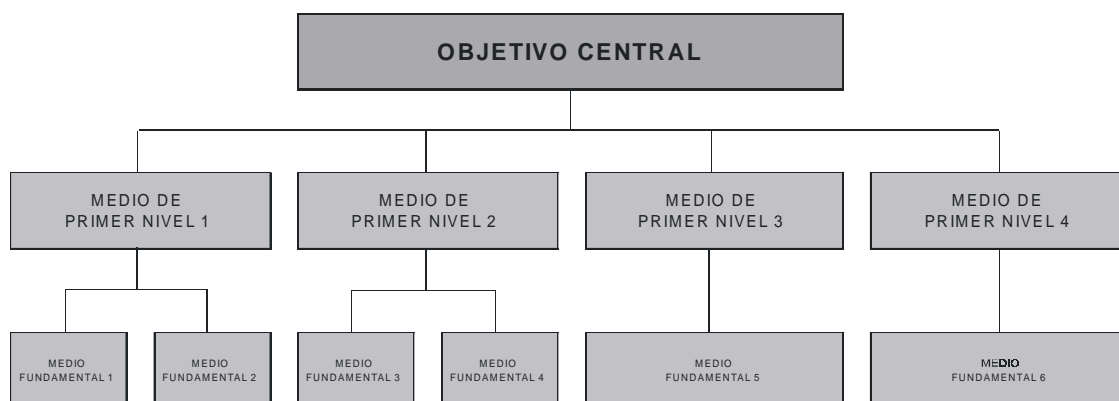 OBJETIVO CENTRAL
MEDIO DE
PRIMER NIVEL 1
MEDIO DE
PRIMER NIVEL 2
MEDIO DE
PRIMER NIVEL 3
MEDIO DE
PRIMER NIVEL 4
MEDIO
FUNDAMENTAL 1
MEDIO
FUNDAMENTAL 2
MEDIO
FUNDAMENTAL 3
MEDIO
FUNDAMENTAL 4
MEDIO
FUNDAMENTAL 5
MEDIO
FUNDAMENTAL 6